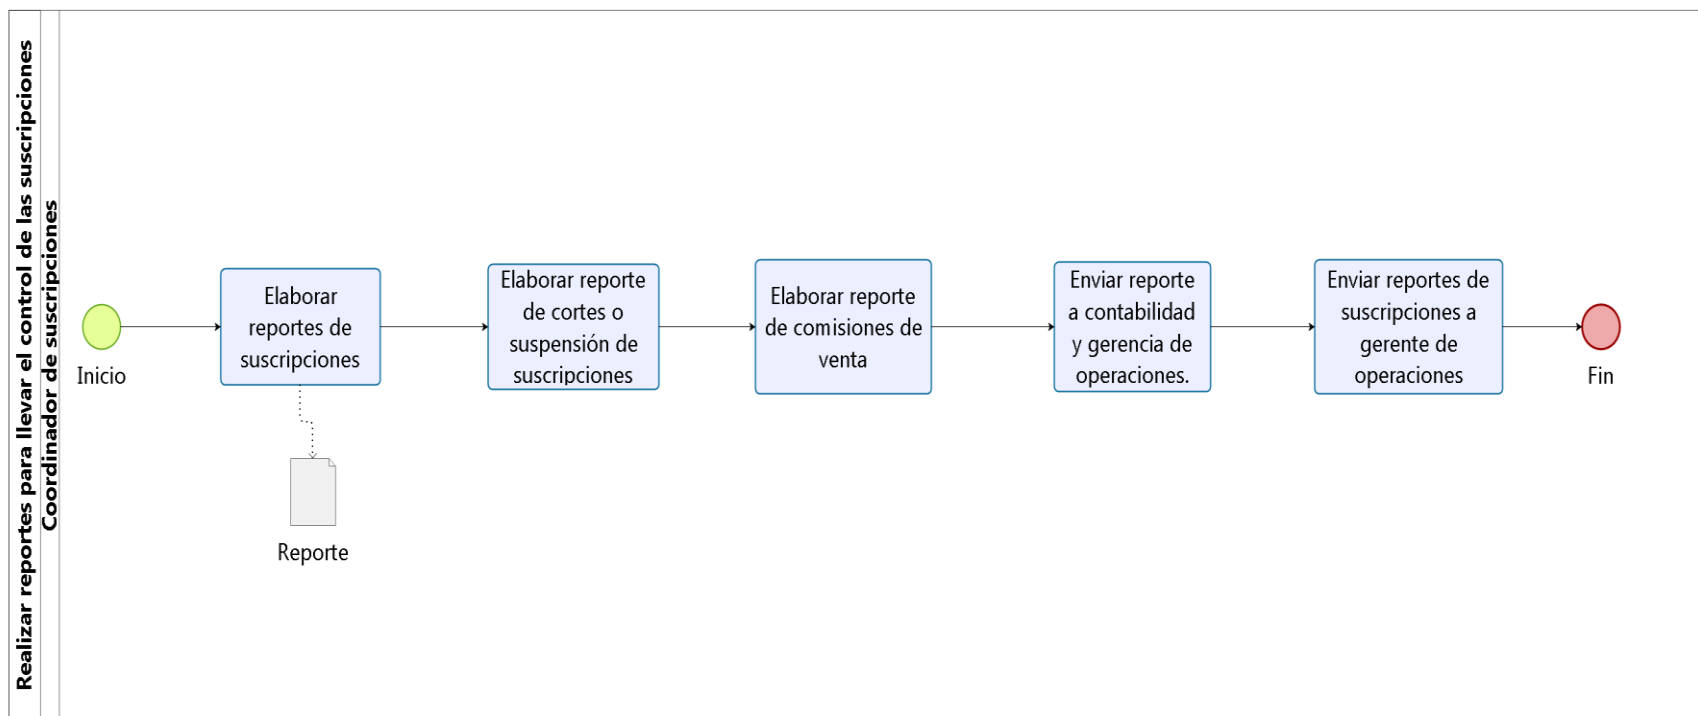 Realizar reportes para llevar el control de las suscripciones
Coordinador de suscripciones
Inicio
Elaborar
reportes de
suscripciones
Reporte
Elaborar reporte
de cortes o
suspensión de
suscripciones
Elaborar reporte
de comisiones de
venta
Enviar reporte
a contabilidad
y gerencia de
operaciones.
Enviar reportes de
suscripciones a
gerente de
operaciones
Fin